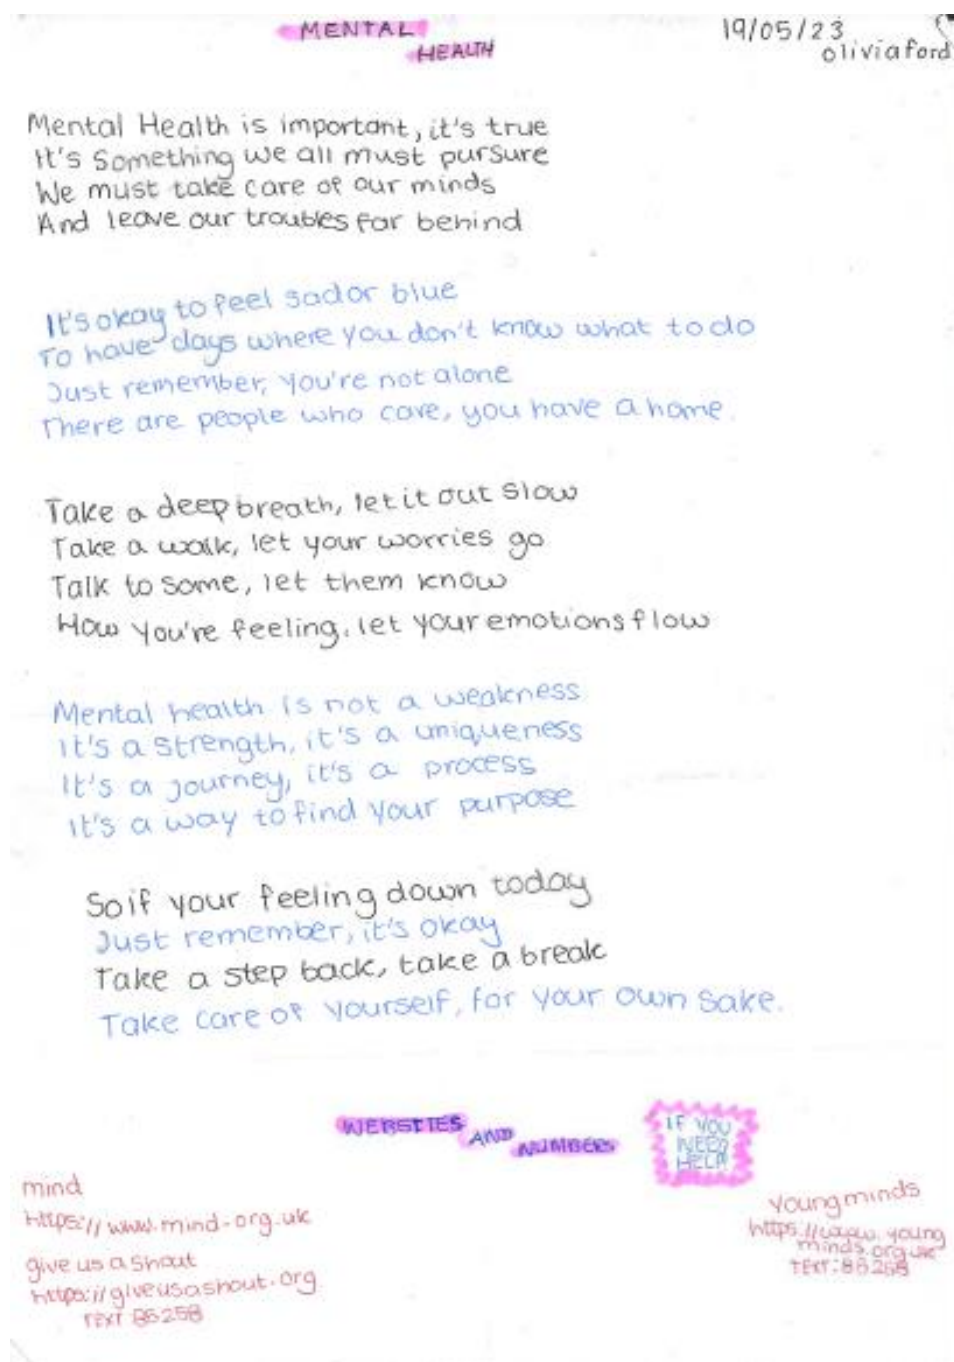 MENTAL
HEALTH
19/05/23
olivia ford
Mental Health is important, it's true
It's Something we all must pursure
We must take care of our minds
And leave our troubles far behind
It's okay to feel sad or blue
To have days where you don't know what to do
Just remember, you're not alone
There are people who care, you have a home.
Take a deep breath, let it out slow
Take a walk, let your worries go
Talk to some, let them know
How you're feeling, let your emotions flow
Mental health is not a weakness
It's a strength, it's a uniqueness
It's a journey, it's a process
It's a way to find your purpose
So if your feeling down today
Just remember, it's okay
Take a step back, take a break
Take care of yourself, for your own sake.
WEBSTIES
AND
NUMBERS
IF YOU
NEED
HELP
mind
https://www.mind-org.uk
give us a shout
https://giveusashout.org
TEXT 85258
Young minds
https://www.young
minds.org.uk
TEXT: 85258